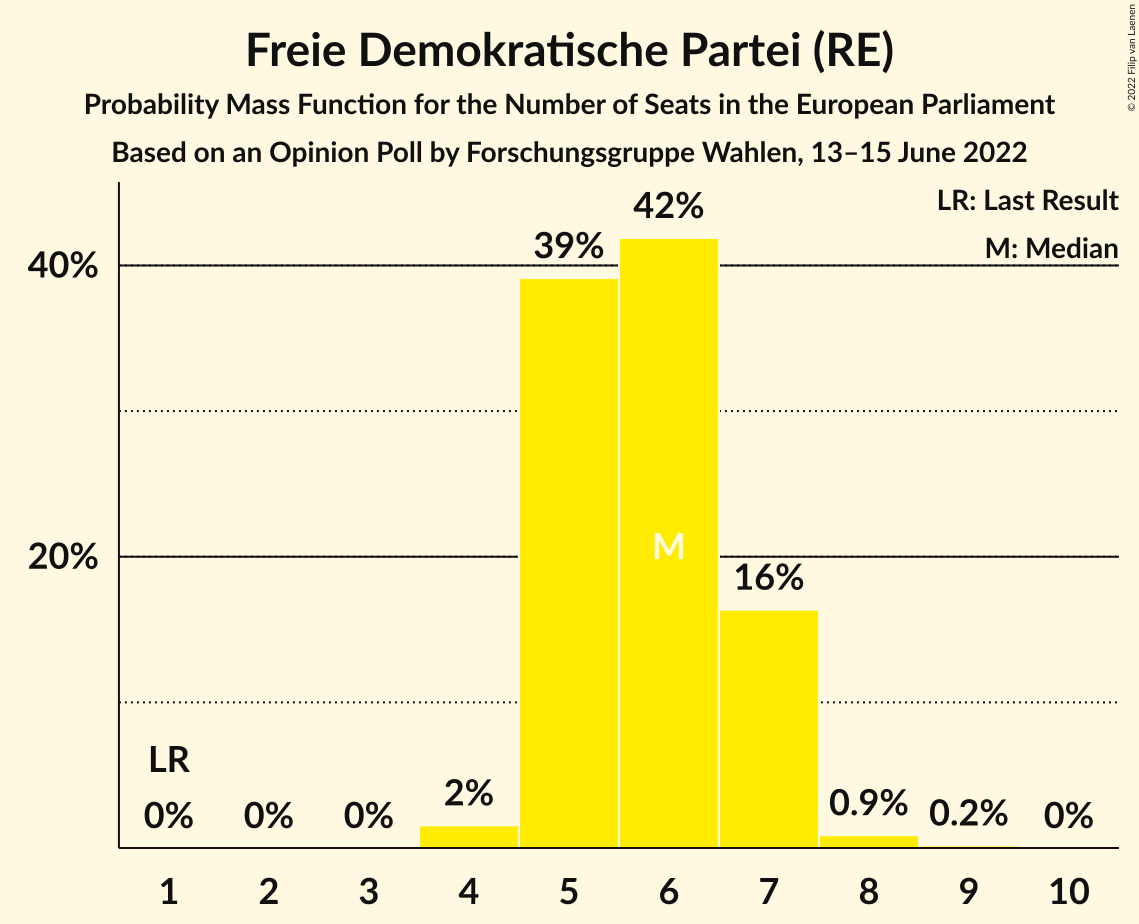 Freie Demokratische Partei (RE)
Probability Mass Function for the Number of Seats in the European Parliament
Based on an Opinion Poll by Forschungsgruppe Wahlen, 13–15 June 2022
© 2022 Filip van Laenen
LR: Last Result
M: Median
42%
39%
40%
M
20%
16%
LR
0%
0%
0%
2%
0.9%
0.2%
0%
1
2
3
4
5
6
7
8
9
10